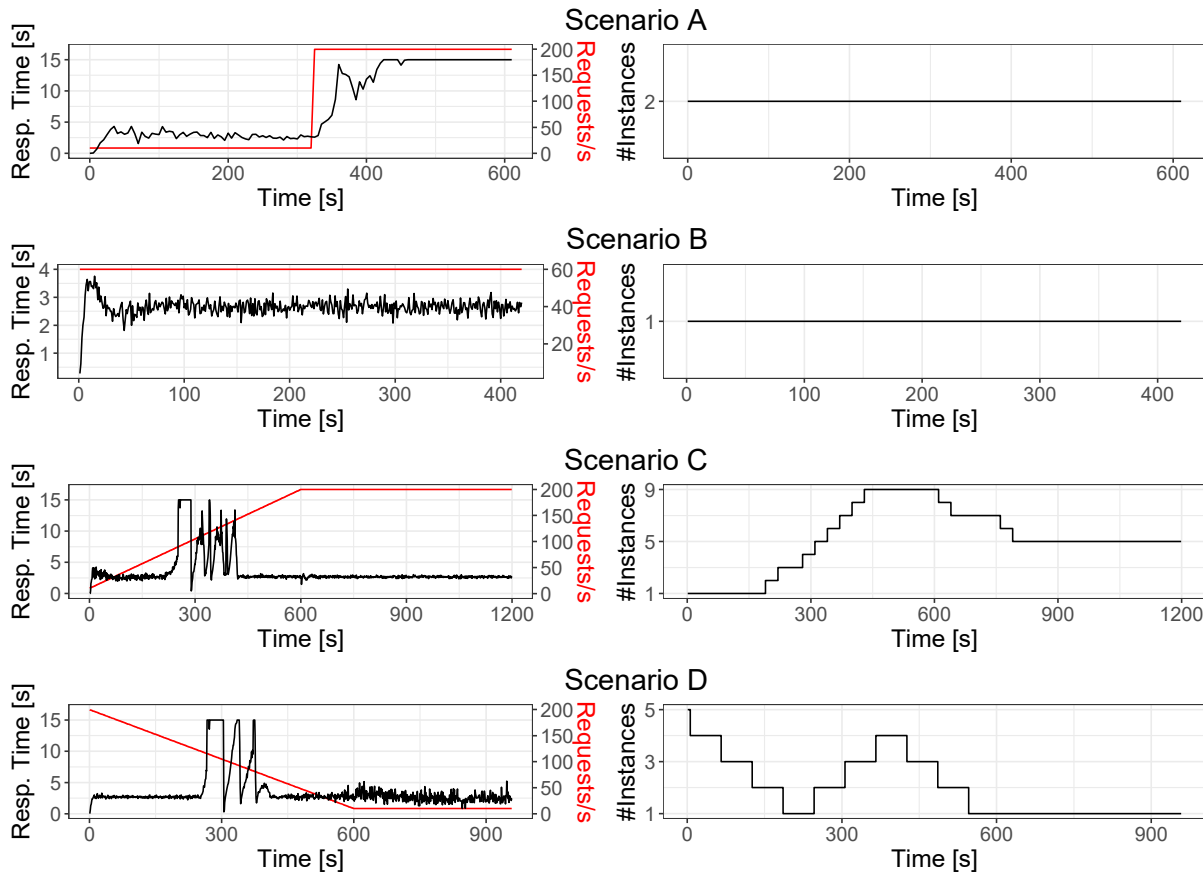 Scenario A
Resp. Time [s]
15
10
5
0
200
150
100
50
0
Requests/s
0 200 400 600
Time [s]
#Instances
2
0 200 400 600
Time [s]
Scenario B
Resp. Time [s]
4
3
2
1
60
40
20
Requests/s
0 100 200 300 400
Time [s]
#Instances
1
0 100 200 300 400
Time [s]
Scenario C
Resp. Time [s]
15
10
5
0
200
150
100
50
0
Requests/s
0 300 600 900 1200
Time [s]
#Instances
9
5
1
0 300 600 900 1200
Time [s]
Scenario D
Resp. Time [s]
15
10
5
0
200
150
100
50
0
Requests/s
0 300 600 900
Time [s]
#Instances
5
3
1
0 300 600 900
Time [s]